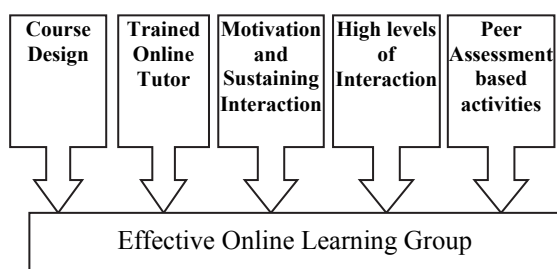 Course
Design
Trained
Online
Tutor
Motivation
and
Sustaining
Interaction
High levels
of
Interaction
Peer
Assessment
based
activities
Effective Online Learning Group